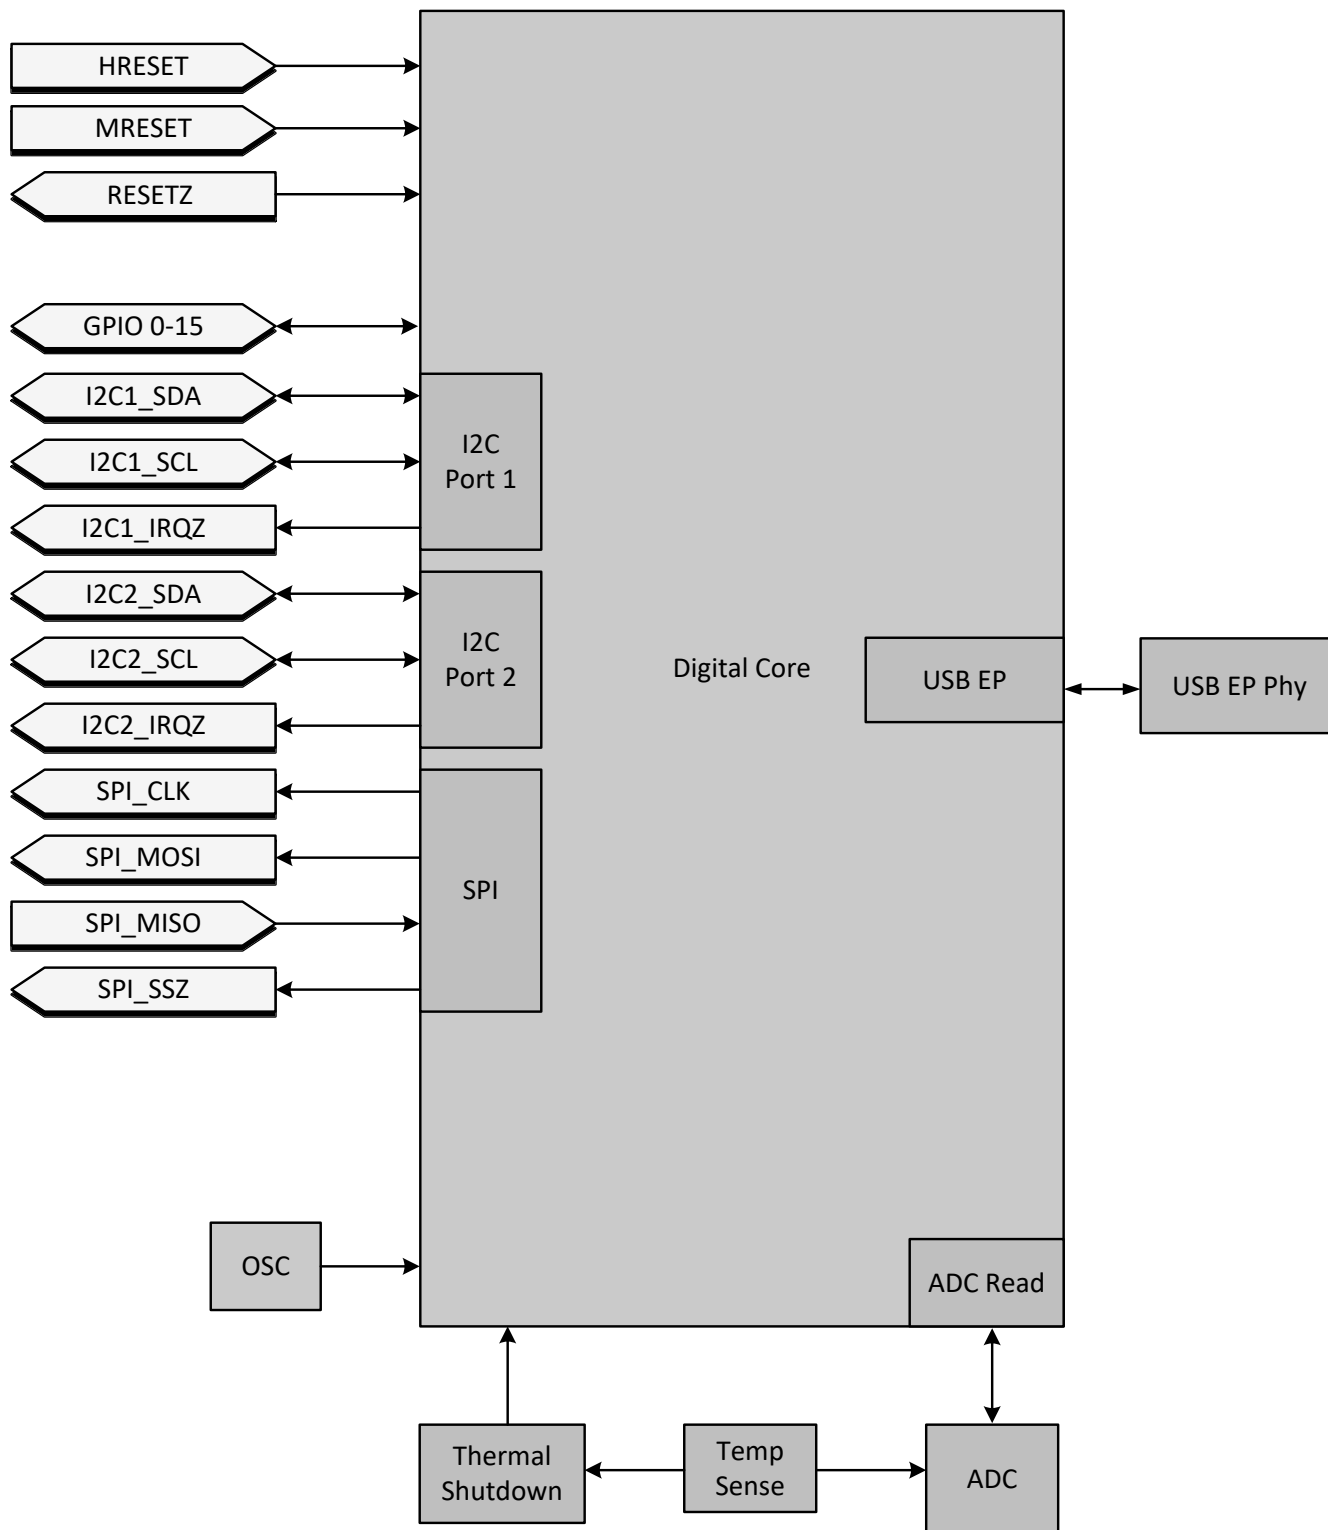 HRESET
MRESET
RESETZ
GPIO 0-15
I2C1_SDA
I2C1_SCL
I2C1_IRQZ
I2C2_SDA
I2C2_SCL
I2C2_IRQZ
SPI_CLK
SPI_MOSI
SPI_MISO
SPI_SSZ
I2C
Port 1
I2C
Port 2
SPI
Digital Core
USB EP
USB EP Phy
OSC
ADC Read
Thermal
Shutdown
Temp
Sense
ADC